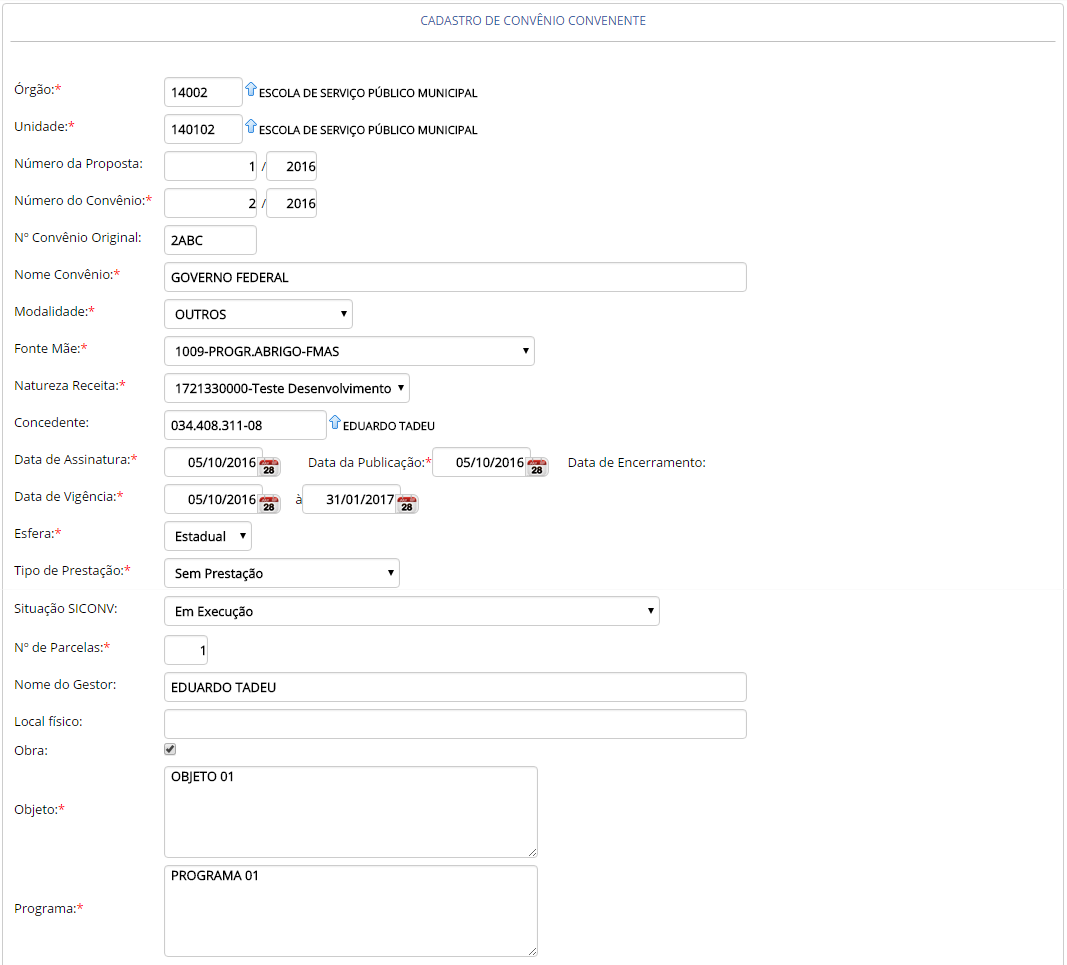 CADASTRO DE CONVÊNIO CONVENENTE
Órgão:* 14002 ESCOLA DE SERVIÇO PÚBLICO MUNICIPAL
Unidade:* 140102 ESCOLA DE SERVIÇO PÚBLICO MUNICIPAL
Número da Proposta: 1 / 2016
Número do Convênio:* 2 / 2016
Nº Convênio Original: 2ABC
Nome Convênio:* GOVERNO FEDERAL
Modalidade:* OUTROS
Fonte Mãe:* 1009-PROGR.ABRIGO-FMAS
Natureza Receita:* 1721330000-Teste Desenvolvimento
Concedente: 034.408.311-08 EDUARDO TADEU
Data de Assinatura:* 05/10/2016 28 Data da Publicação:* 05/10/2016 28 Data de Encerramento:
Data de Vigência:* 05/10/2016 28 à 31/01/2017 28
Esfera:* Estadual
Tipo de Prestação:* Sem Prestação
Situação SICONV: Em Execução
Nº de Parcelas:* 1
Nome do Gestor: EDUARDO TADEU
Local físico:
Obra:
Objeto:* OBJETO 01
Programa:* PROGRAMA 01